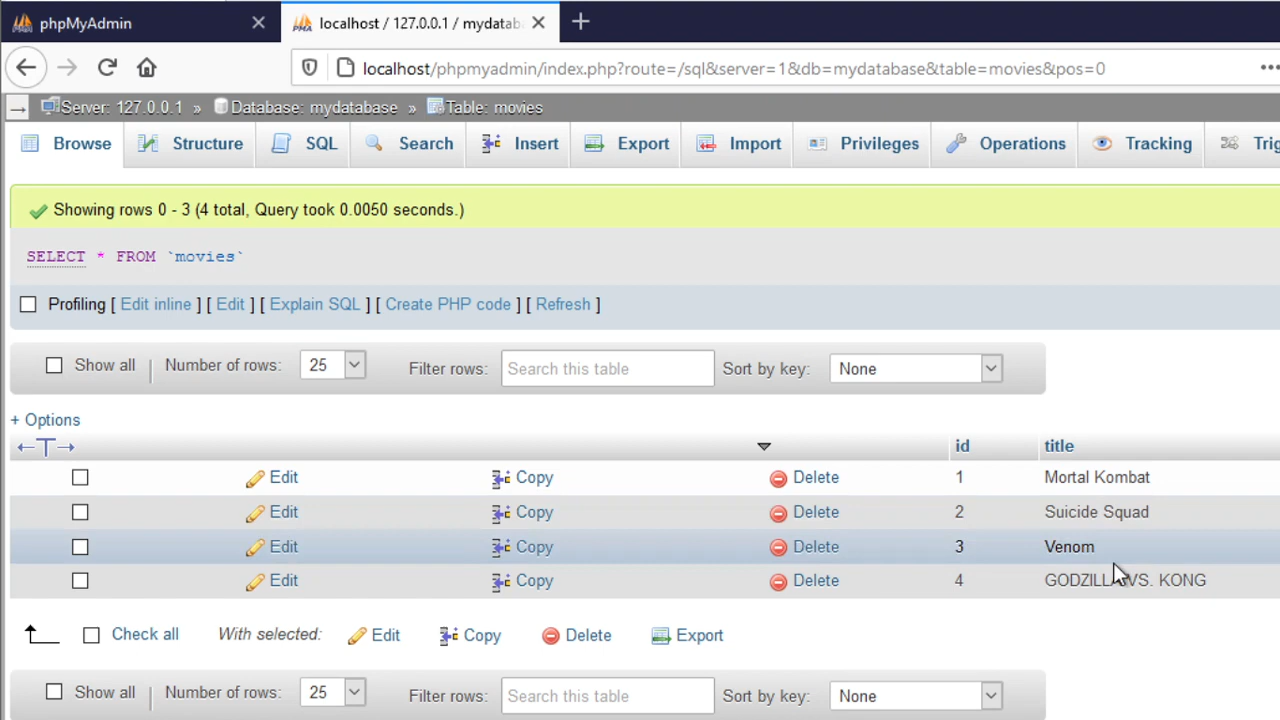 phpMyAdmin
localhost / 127.0.0.1 / mydatab
localhost/phpmyadmin/index.php?route=/sql&server=1&db=mydatabase&table=movies&pos=0
Server: 127.0.0.1 » Database: mydatabase » Table: movies
Browse Structure SQL Search Insert Export Import Privileges Operations Tracking Trig
Showing rows 0 - 3 (4 total, Query took 0.0050 seconds.)
SELECT * FROM `movies`
Profiling [ Edit inline ] [ Edit ] [ Explain SQL ] [ Create PHP code ] [ Refresh ]
Show all Number of rows: 25 Filter rows: Search this table Sort by key: None
+ Options
←T→ id title
Edit Copy Delete 1 Mortal Kombat
Edit Copy Delete 2 Suicide Squad
Edit Copy Delete 3 Venom
Edit Copy Delete 4 GODZILLA VS. KONG
Check all With selected: Edit Copy Delete Export
Show all Number of rows: 25 Filter rows: Search this table Sort by key: None